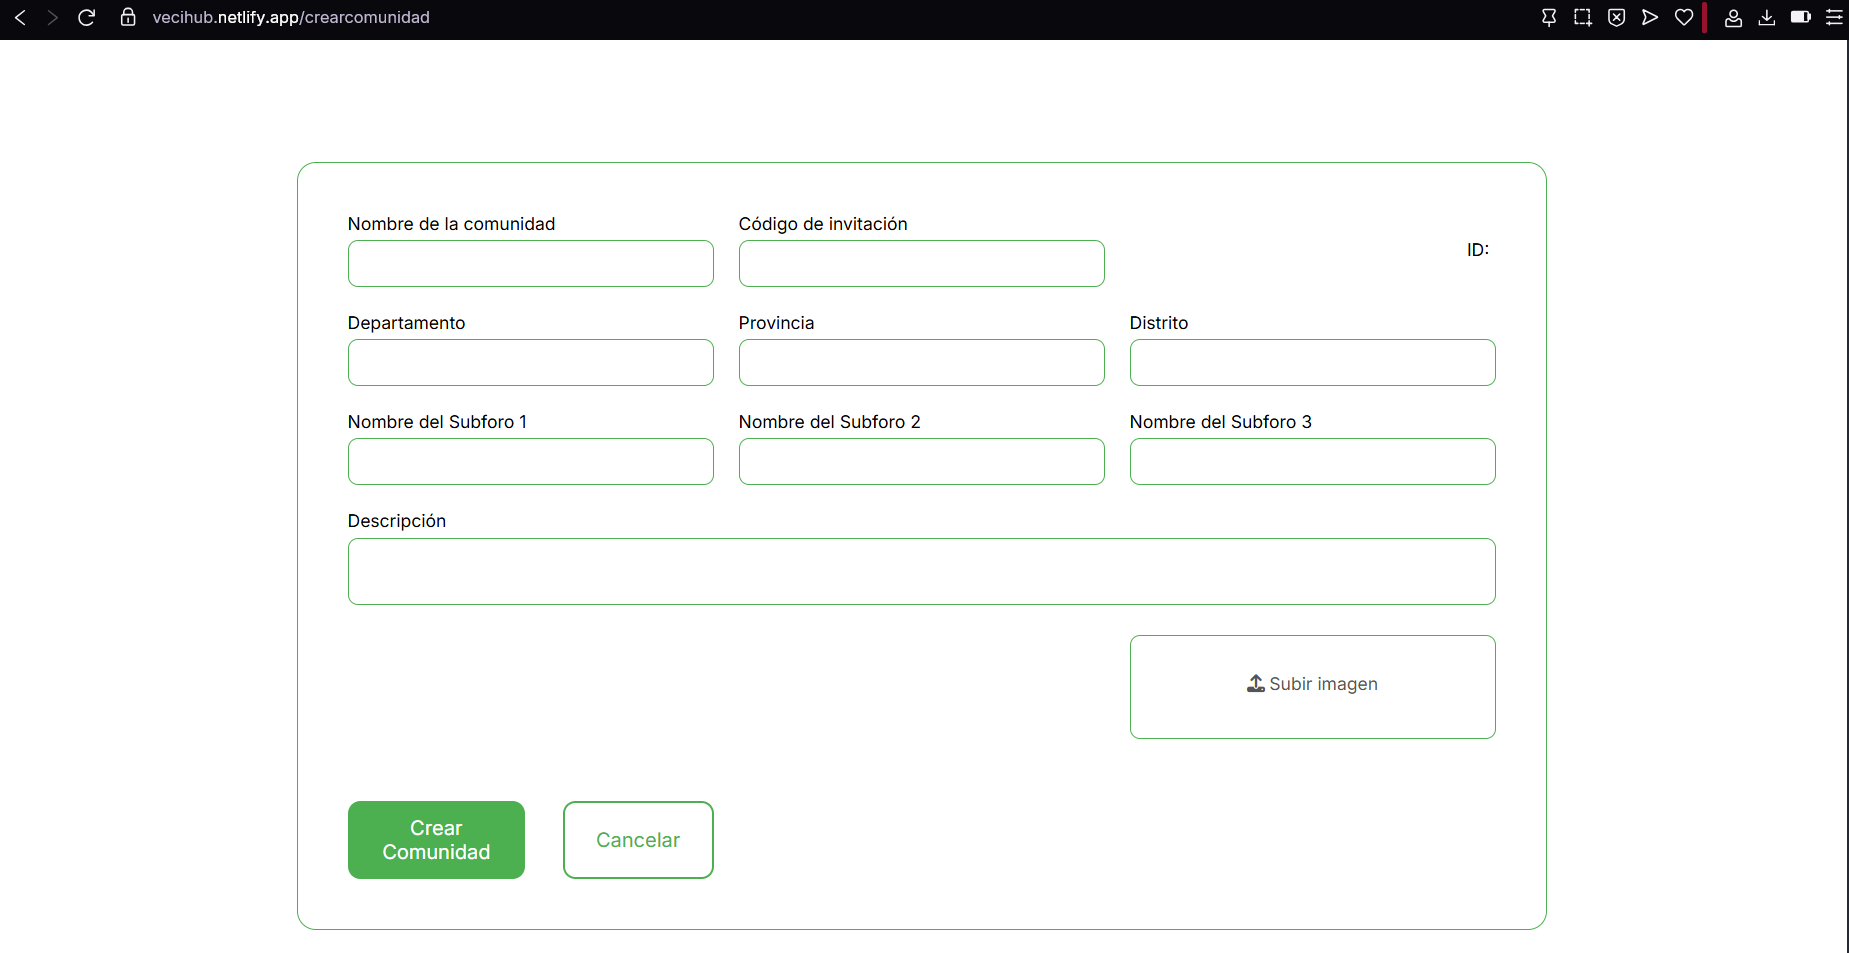 vecihub.netlify.app/crearcomunidad
Nombre de la comunidad
Código de invitación
ID:
Departamento
Provincia
Distrito
Nombre del Subforo 1
Nombre del Subforo 2
Nombre del Subforo 3
Descripción
Subir imagen
Crear
Comunidad
Cancelar